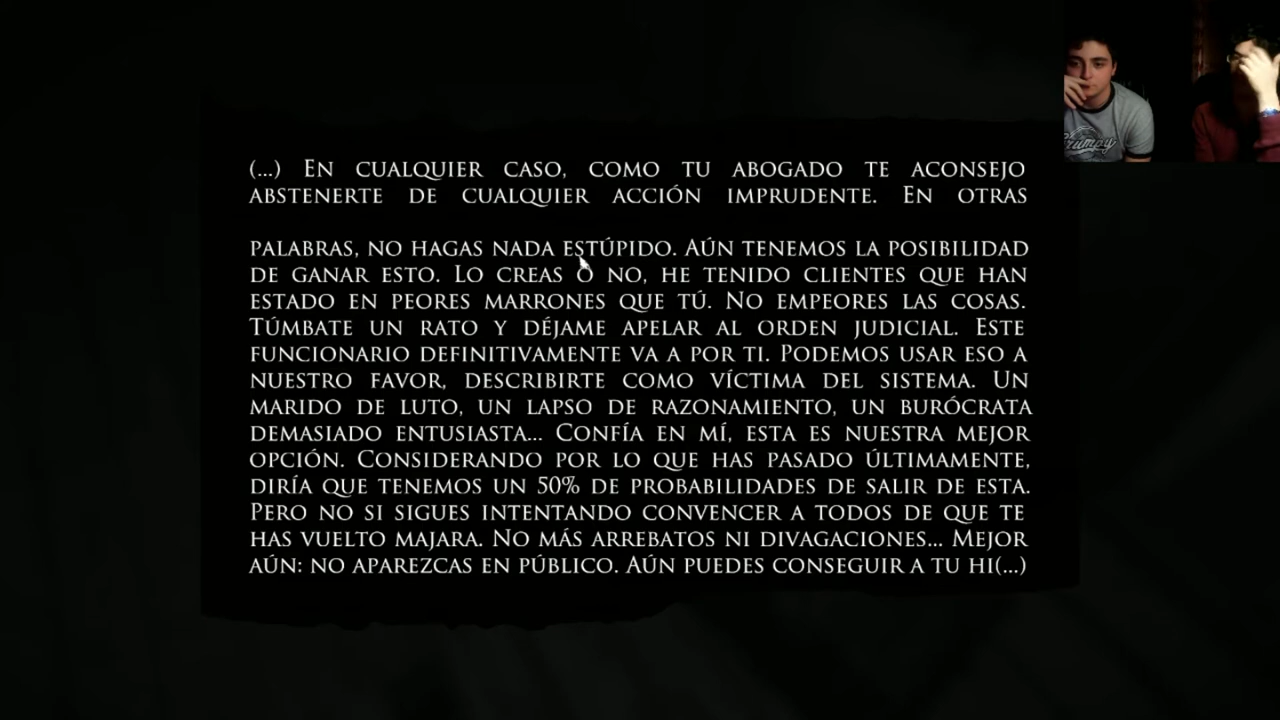 (...) En cualquier caso, como tu abogado te aconsejo
abstenerte de cualquier acción imprudente. En otras
palabras, no hagas nada estúpido. Aún tenemos la posibilidad
de ganar esto. Lo creas o no, he tenido clientes que han
estado en peores marrones que tú. No empeores las cosas.
Túmbate un rato y déjame apelar al orden judicial. Este
funcionario definitivamente va a por ti. Podemos usar eso a
nuestro favor, describirte como víctima del sistema. Un
marido de luto, un lapso de razonamiento, un burócrata
demasiado entusiasta... Confía en mí, esta es nuestra mejor
opción. Considerando por lo que has pasado últimamente,
diría que tenemos un 50% de probabilidades de salir de esta.
Pero no si sigues intentando convencer a todos de que te
has vuelto majara. No más arrebatos ni divagaciones... Mejor
aún: no aparezcas en público. Aún puedes conseguir a tu hi(...)
Grumpy